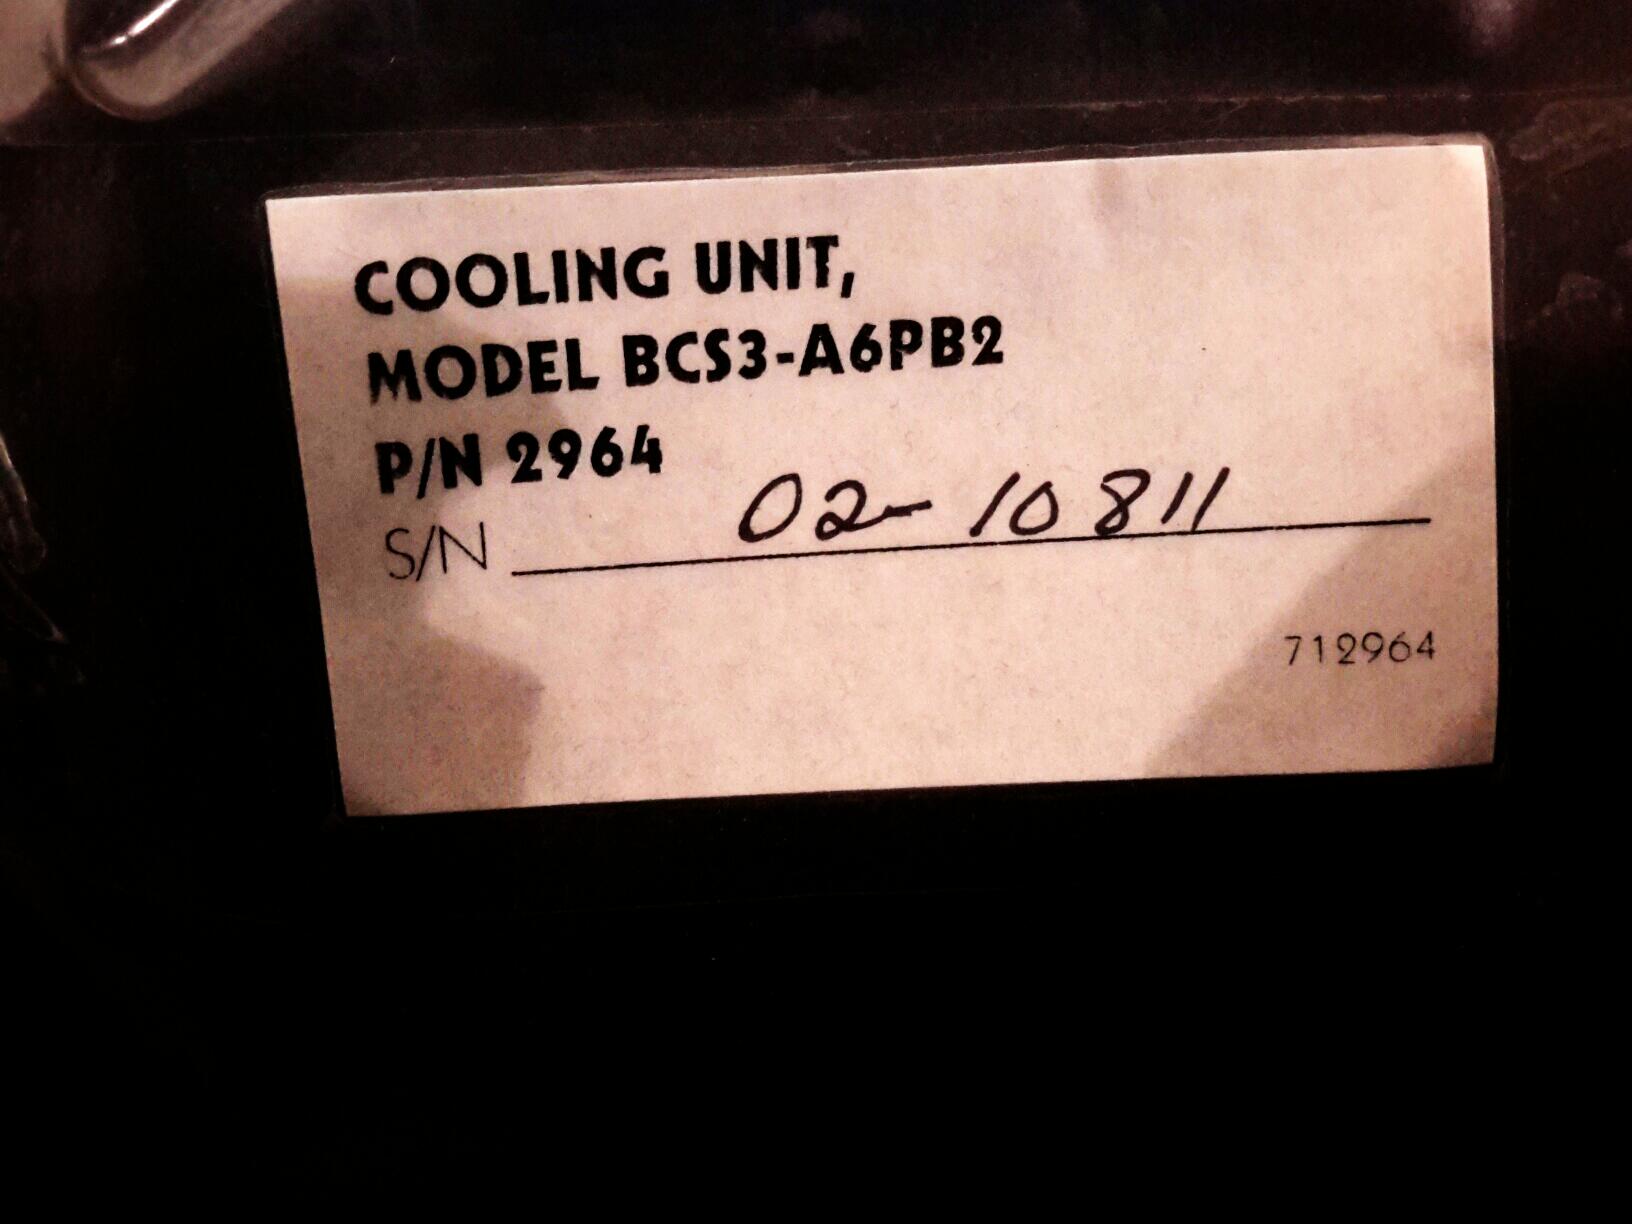 COOLING UNIT,
MODEL BCS3-A6PB2
P/N 2964
S/N 02-10811
712964